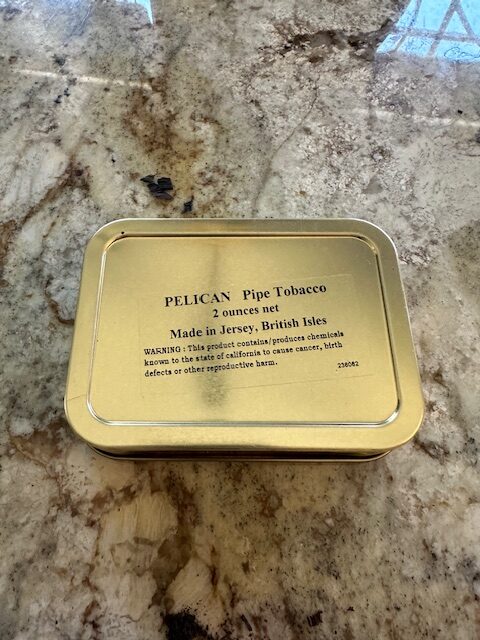 PELICAN Pipe Tobacco
2 ounces net
Made in Jersey, British Isles
WARNING : This product contains/produces chemicals
known to the state of california to cause cancer, birth
defects or other reproductive harm.
236062